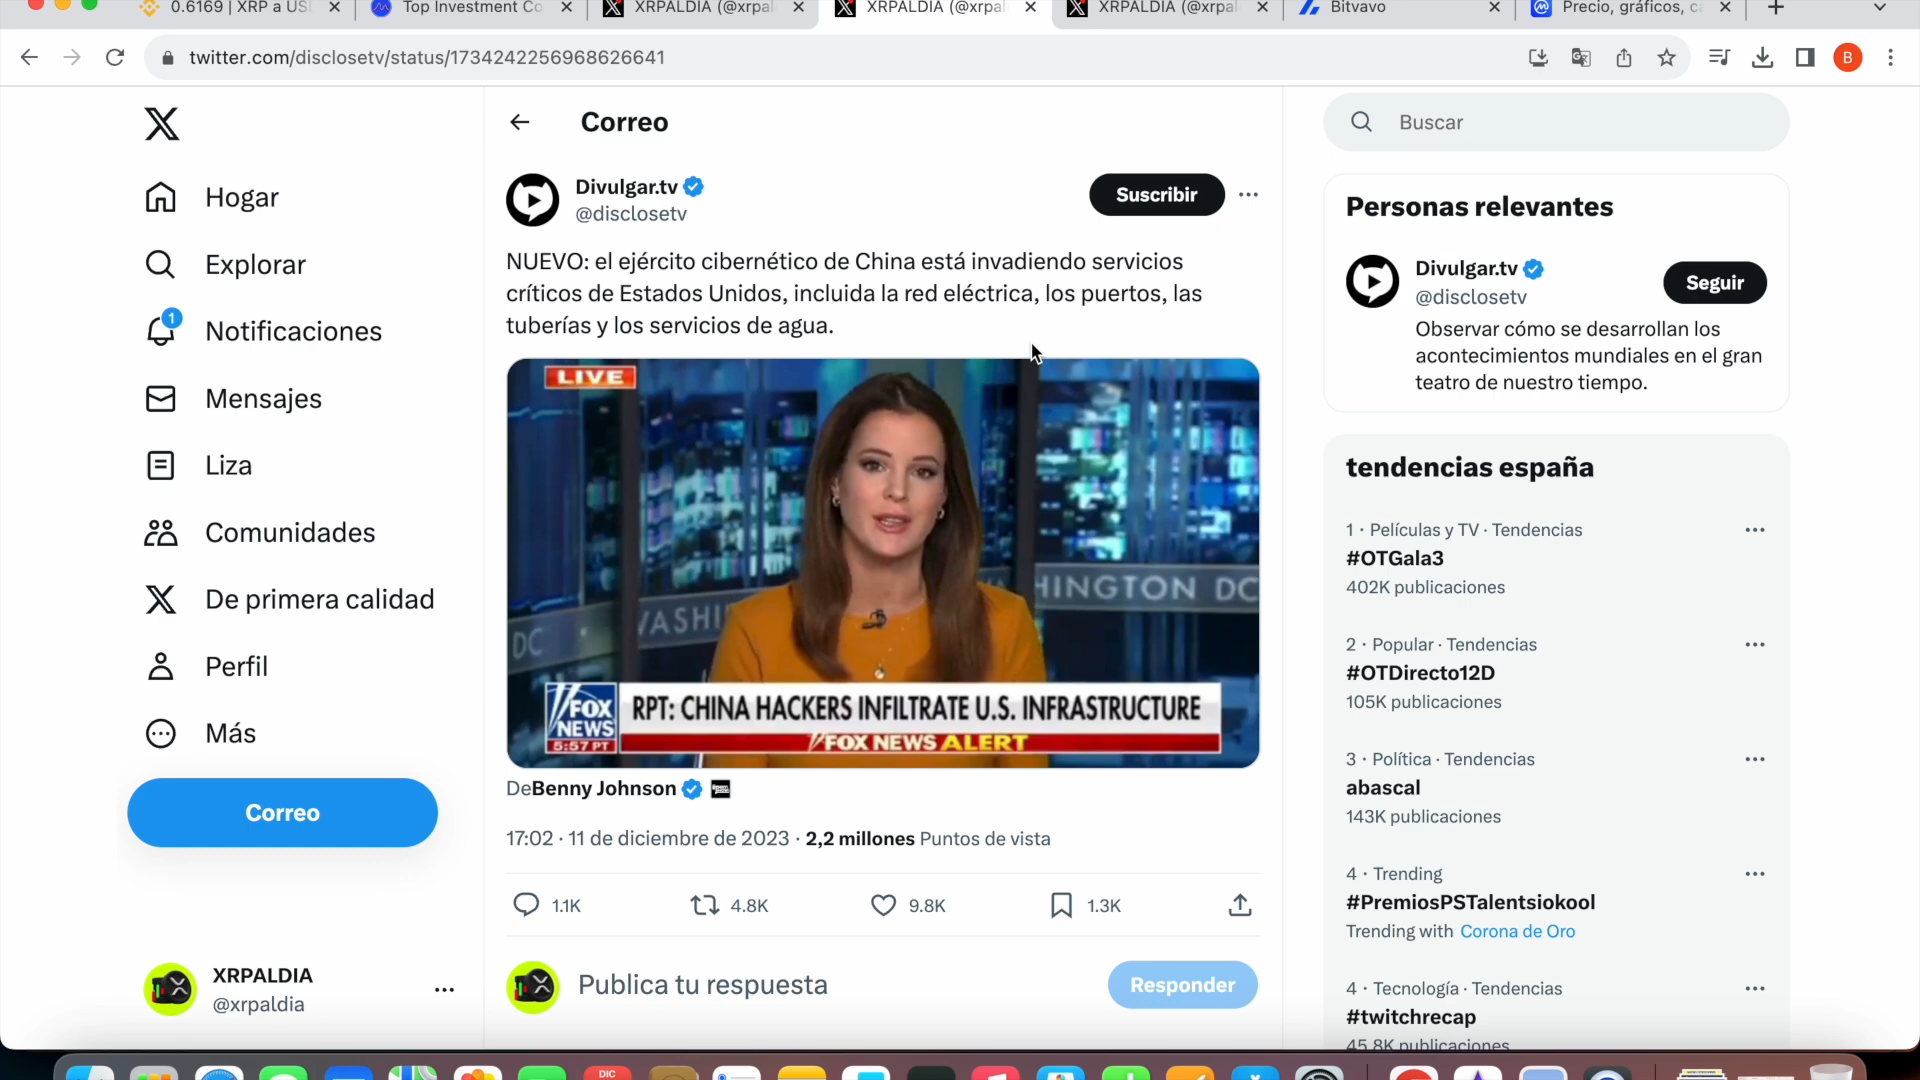 0.6169 | XRP a US
Top Investment Co
XRPALDIA (@xrpal
XRPALDIA (@xrpal
XRPALDIA (@xrpal
Bitvavo
Precio, gráficos, c
twitter.com/disclosetv/status/1734242256968626641
B
Correo
Buscar
Hogar
Explorar
1
Notificaciones
Mensajes
Liza
Comunidades
De primera calidad
Perfil
Más
Correo
XRPALDIA
@xrpaldia
Divulgar.tv
@disclosetv
Suscribir
NUEVO: el ejército cibernético de China está invadiendo servicios
críticos de Estados Unidos, incluida la red eléctrica, los puertos, las
tuberías y los servicios de agua.
LIVE
HINGTON DC
WASHI
DC
FOX
NEWS
5:57 PT
RPT: CHINA HACKERS INFILTRATE U.S. INFRASTRUCTURE
FOX NEWS ALERT
DeBenny Johnson
17:02 · 11 de diciembre de 2023 · 2,2 millones Puntos de vista
1.1K
4.8K
9.8K
1.3K
Publica tu respuesta
Responder
Personas relevantes
Divulgar.tv
@disclosetv
Seguir
Observar cómo se desarrollan los
acontecimientos mundiales en el gran
teatro de nuestro tiempo.
tendencias españa
1 · Películas y TV · Tendencias
#OTGala3
402K publicaciones
2 · Popular · Tendencias
#OTDirecto12D
105K publicaciones
3 · Política · Tendencias
abascal
143K publicaciones
4 · Trending
#PremiosPSTalentsiokool
Trending with Corona de Oro
4 · Tecnología · Tendencias
#twitchrecap
45.8K publicaciones
DIC